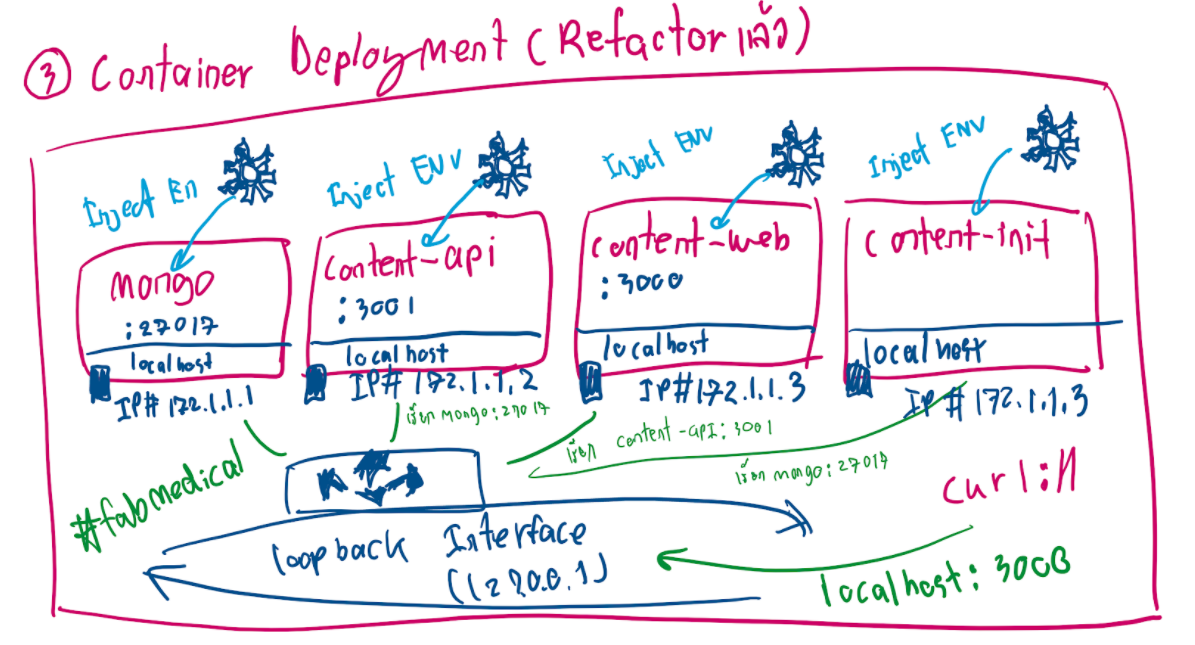 ③ Container Deployment (Refactor แล้ว)
Inject En
Inject ENV
Inject ENV
Inject ENV
mongo
:27017
localhost
IP# 172.1.1.1
content-api
:3001
localhost
IP# 172.1.1.2
content-web
:3000
localhost
IP#172.1.1.3
content-init
localhost
IP # 172.1.1.3
เรียก mongo:27017
เรียก content-api:3001
เรียก mongo:27017
#fabmedical
loopback Interface
(127.0.0.1)
localhost:3000